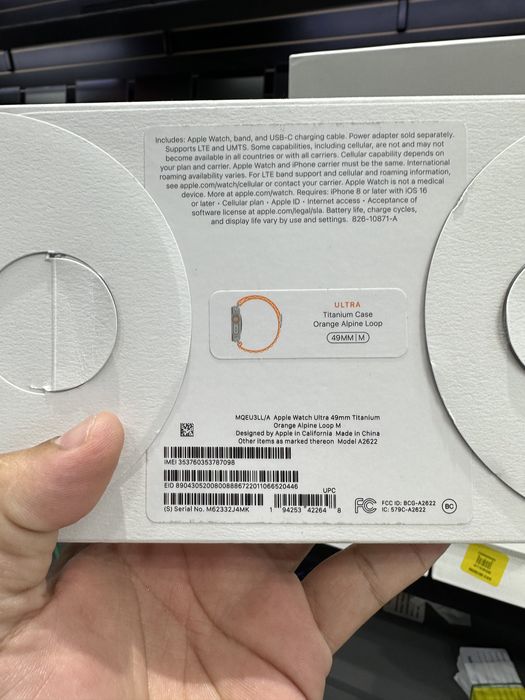 Includes: Apple Watch, band, and USB-C charging cable. Power adapter sold separately.
Supports LTE and UMTS. Some capabilities, including cellular, are not and may not
become available in all countries or with all carriers. Cellular capability depends on
your plan and carrier. Apple Watch and iPhone carrier must be the same. International
roaming availability varies. For LTE band support and cellular and roaming information,
see apple.com/watch/cellular or contact your carrier. Apple Watch is not a medical
device. More at apple.com/watch. Requires: iPhone 8 or later with iOS 16
or later • Cellular plan • Apple ID • Internet access • Acceptance of
software license at apple.com/legal/sla. Battery life, charge cycles,
and display life vary by use and settings. 826-10871-A
ULTRA
Titanium Case
Orange Alpine Loop
49MM | M
MQEU3LL/A Apple Watch Ultra 49mm Titanium
Orange Alpine Loop M
Designed by Apple in California Made in China
Other items as marked thereon Model A2622
IMEI 353760353787098
EID 89043052008008886722011066520446
UPC
(S) Serial No. M62332J4MK
1 94253 42264 8
FC
FCC ID: BCG-A2622
IC: 579C-A2622
BC